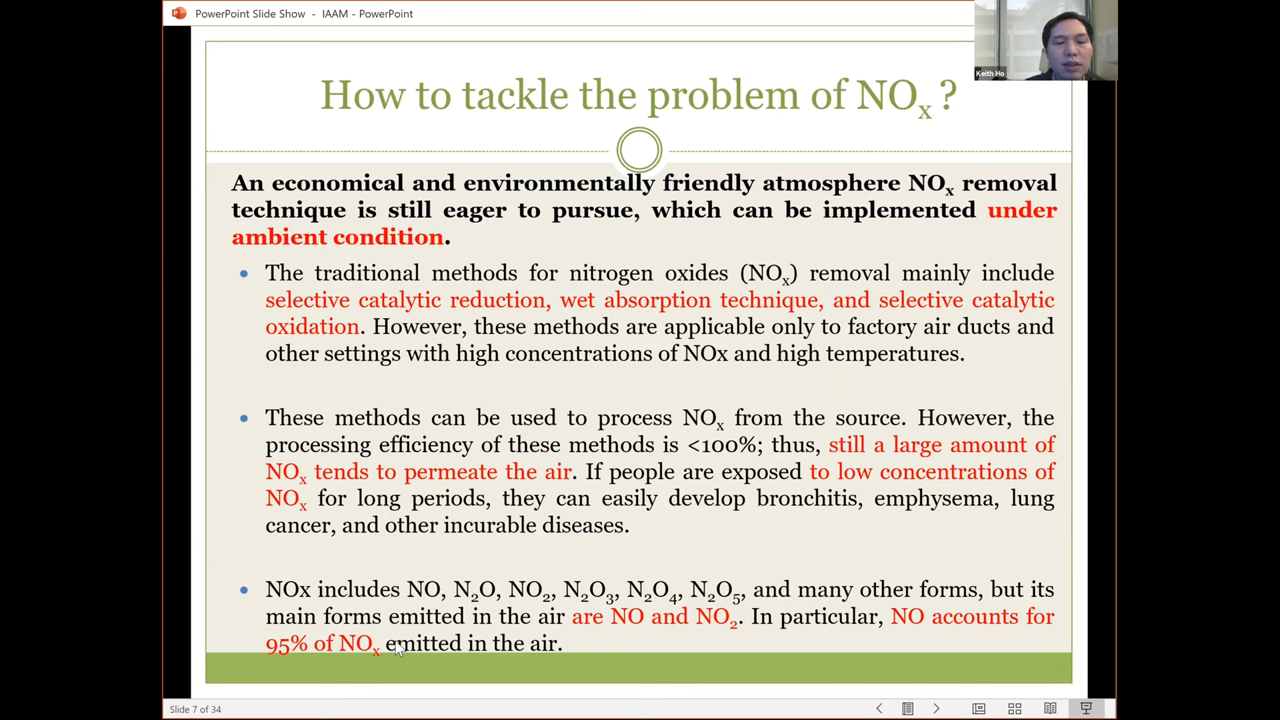 PowerPoint Slide Show - IAAM - PowerPoint
Keith Ho
How to tackle the problem of NOₓ ?
An economical and environmentally friendly atmosphere NOₓ removal
technique is still eager to pursue, which can be implemented under
ambient condition.
• The traditional methods for nitrogen oxides (NOₓ) removal mainly include
selective catalytic reduction, wet absorption technique, and selective catalytic
oxidation. However, these methods are applicable only to factory air ducts and
other settings with high concentrations of NOx and high temperatures.
• These methods can be used to process NOₓ from the source. However, the
processing efficiency of these methods is <100%; thus, still a large amount of
NOₓ tends to permeate the air. If people are exposed to low concentrations of
NOₓ for long periods, they can easily develop bronchitis, emphysema, lung
cancer, and other incurable diseases.
• NOx includes NO, N₂O, NO₂, N₂O₃, N₂O₄, N₂O₅, and many other forms, but its
main forms emitted in the air are NO and NO₂. In particular, NO accounts for
95% of NOₓ emitted in the air.
Slide 7 of 34